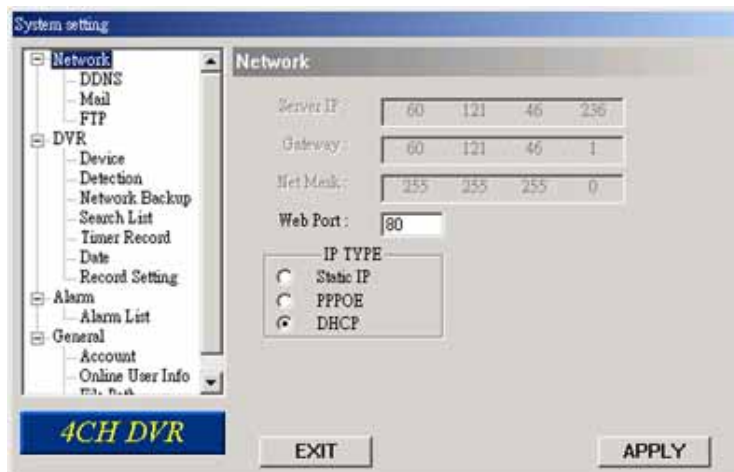 System setting
Network
DDNS
Mail
FTP
DVR
Device
Detection
Network Backup
Search List
Timer Record
Date
Record Setting
Alarm
Alarm List
General
Account
Online User Info
File Path
4CH DVR
Network
Server IP : 60 121 46 236
Gateway : 60 121 46 1
Net Mask : 255 255 255 0
Web Port : 80
IP TYPE
Static IP
PPPOE
DHCP
EXIT
APPLY